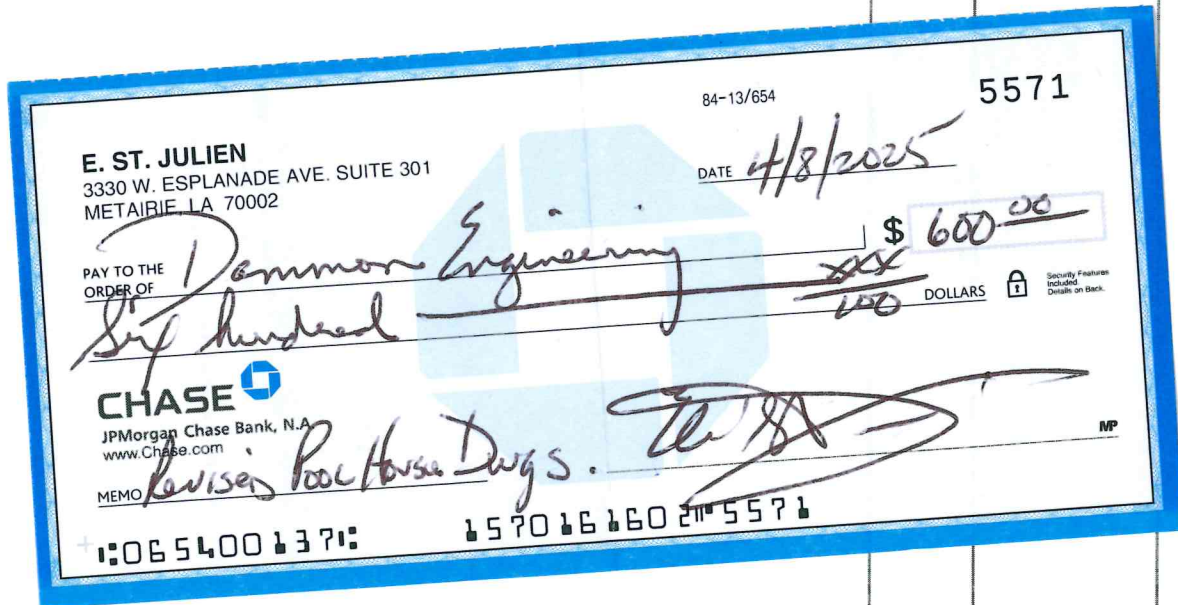 84-13/654
5571
E. ST. JULIEN
3330 W. ESPLANADE AVE. SUITE 301
METAIRIE, LA 70002
DATE 4/8/2025
PAY TO THE ORDER OF Dammon Engineering $ 600 00
Six hundred xxx/100 DOLLARS
Security Features Included. Details on Back.
CHASE
JPMorgan Chase Bank, N.A.
www.Chase.com
MP
MEMO Pool House Dwgs.
⑆065400137⑆ 1570161602⑈5571